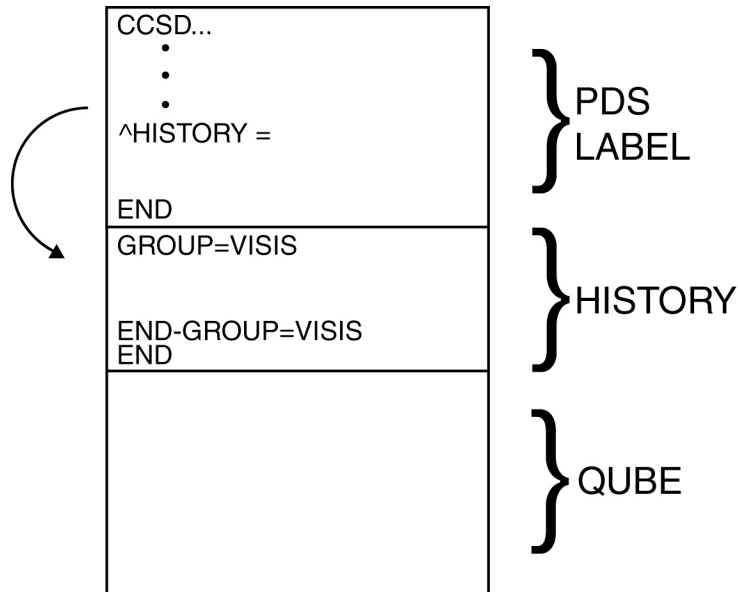 CCSD...
^HISTORY =
END
GROUP=VISIS
END-GROUP=VISIS
END
PDS
LABEL
HISTORY
QUBE